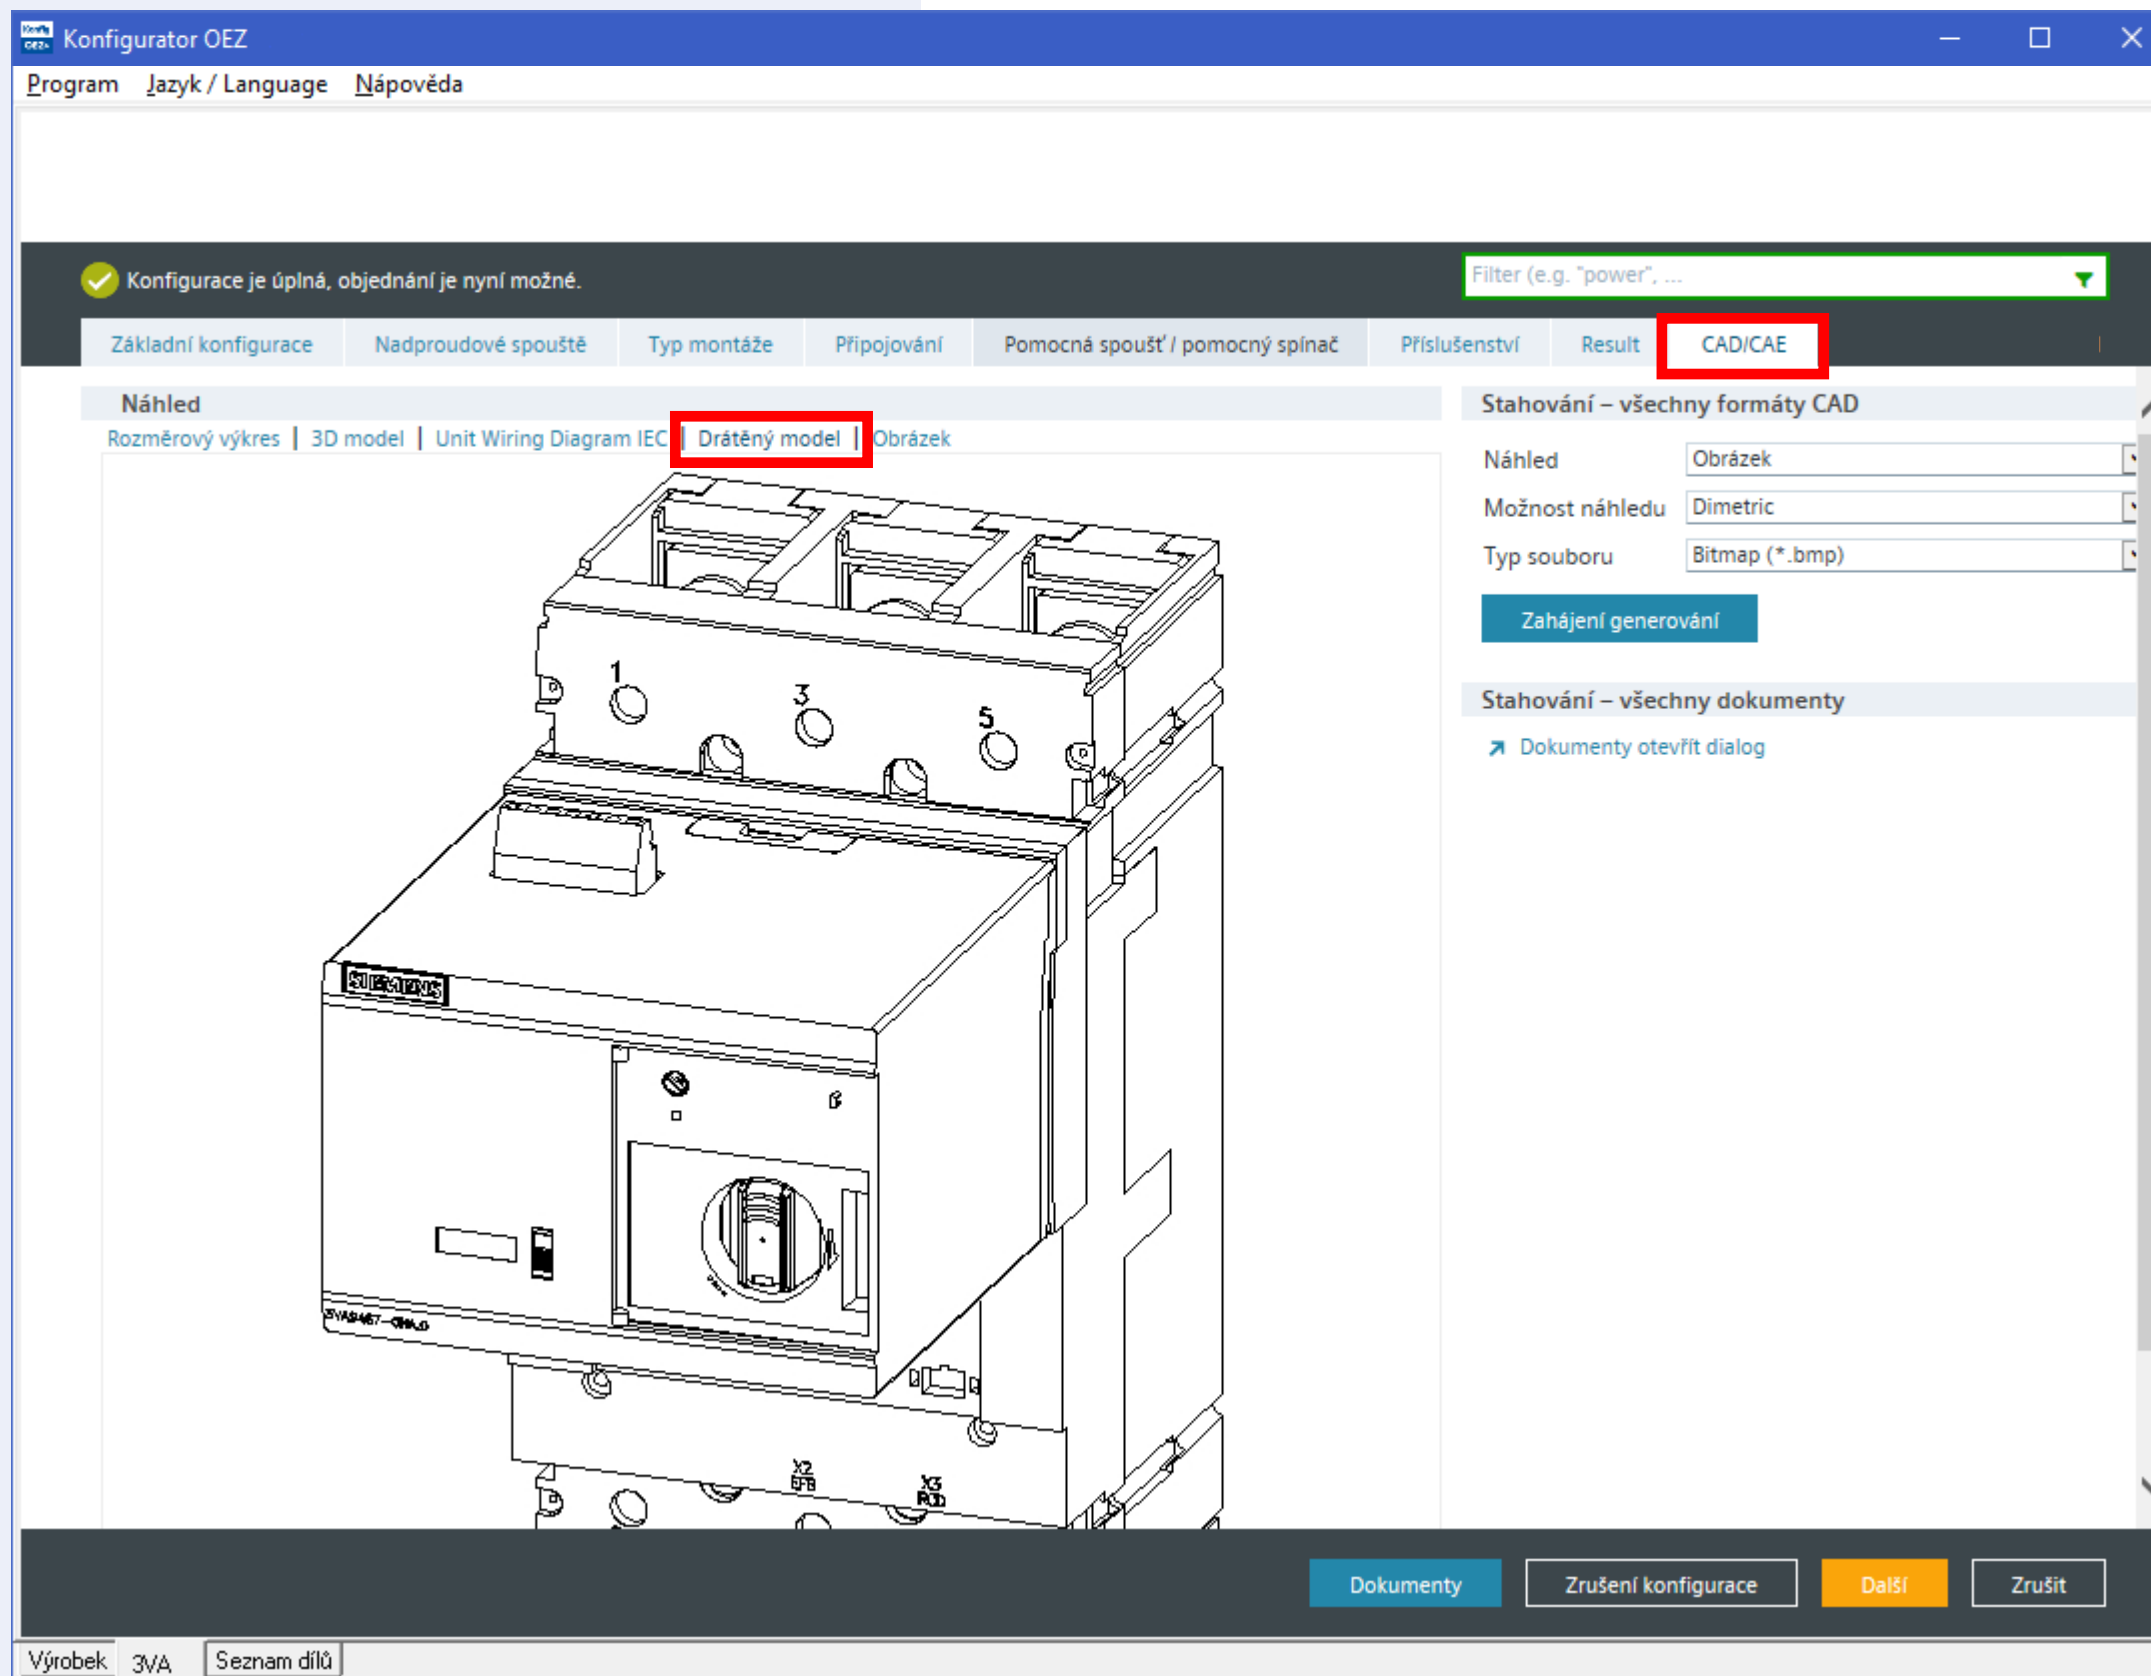 Konfigurator OEZ
Program Jazyk / Language Nápověda
Konfigurace je úplná, objednání je nyní možné.
Filter (e.g. "power", ...
Základní konfigurace Nadproudové spouště Typ montáže Připojování Pomocná spoušť / pomocný spínač Příslušenství Result CAD/CAE
Náhled
Rozměrový výkres | 3D model | Unit Wiring Diagram IEC | Drátěný model | Obrázek
Stahování – všechny formáty CAD
Náhled Obrázek
Možnost náhledu Dimetric
Typ souboru Bitmap (*.bmp)
Zahájení generování
Stahování – všechny dokumenty
Dokumenty otevřít dialog
1
3
5
SIEMENS
X2
EFB
X3
RCD
Dokumenty Zrušení konfigurace Další Zrušit
Výrobek 3VA Seznam dílů